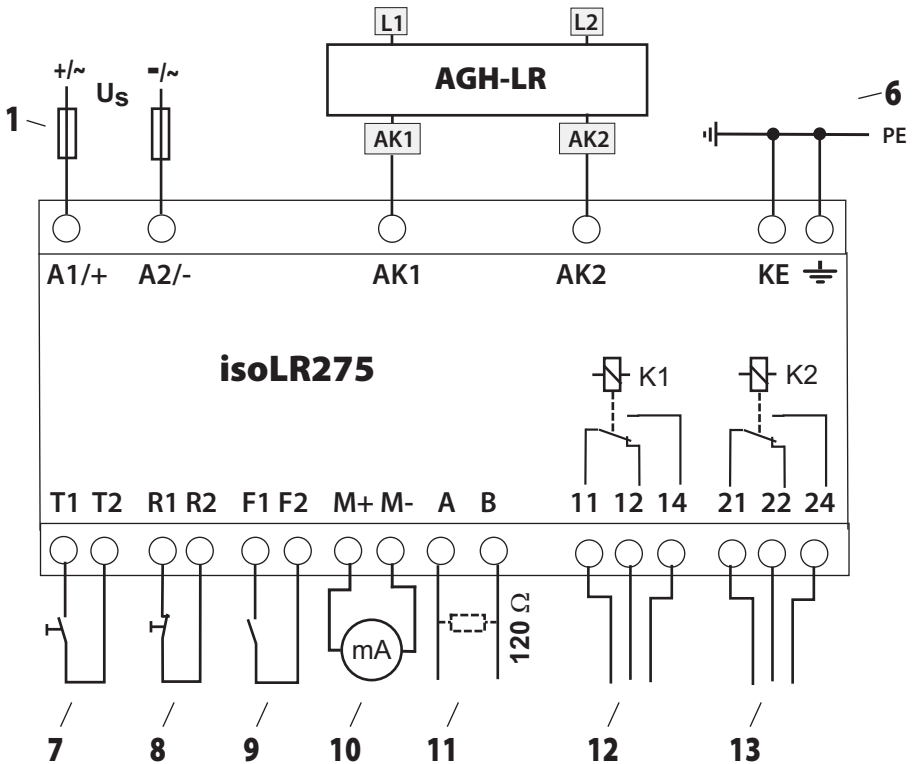 L1 L2
AGH-LR
+/~ -/~
Us
1 6
AK1 AK2 PE
A1/+ A2/- AK1 AK2 KE
isoLR275
K1 K2
T1 T2 R1 R2 F1 F2 M+ M- A B 11 12 14 21 22 24
mA 120 Ω
7 8 9 10 11 12 13